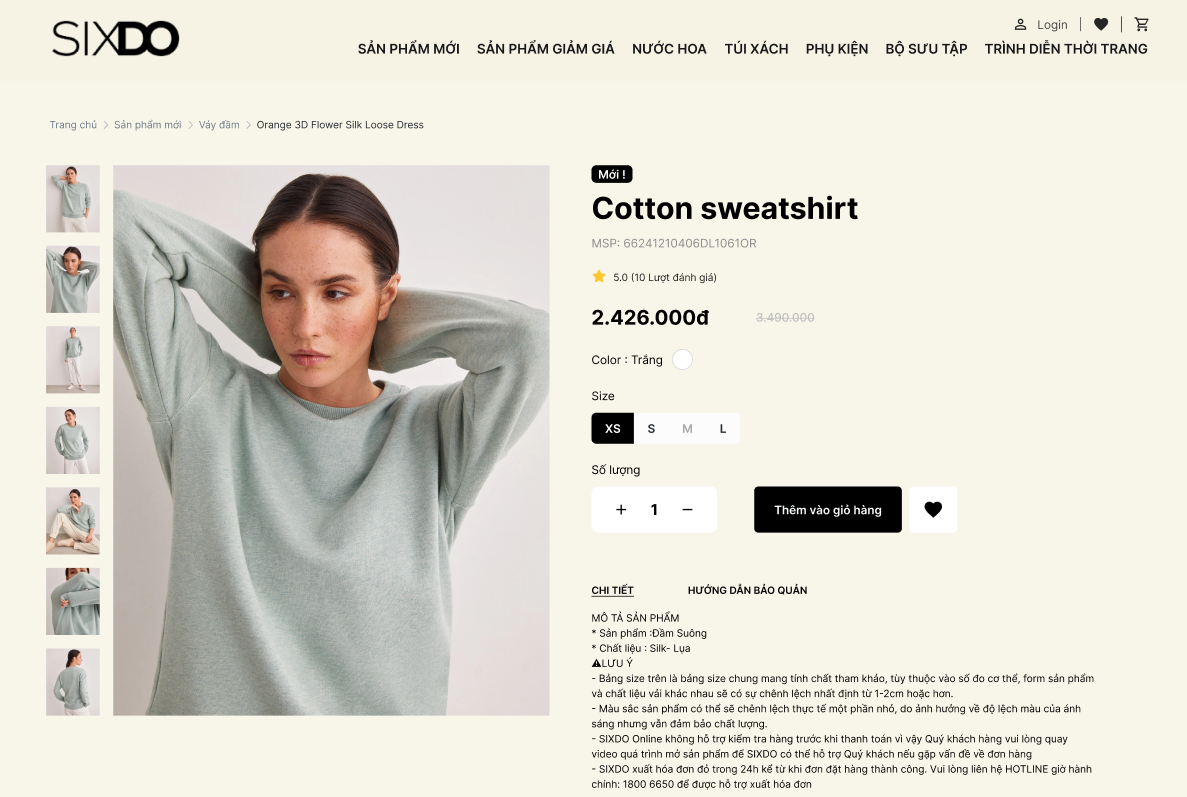 SIXDO
Login
SẢN PHẨM MỚI SẢN PHẨM GIẢM GIÁ NƯỚC HOA TÚI XÁCH PHỤ KIỆN BỘ SƯU TẬP TRÌNH DIỄN THỜI TRANG
Trang chủ > Sản phẩm mới > Váy đầm > Orange 3D Flower Silk Loose Dress
Mới !
Cotton sweatshirt
MSP: 66241210406DL1061OR
5.0 (10 Lượt đánh giá)
2.426.000đ 3.490.000
Color : Trắng
Size
XS S M L
Số lượng
+ 1 −
Thêm vào giỏ hàng
CHI TIẾT HƯỚNG DẪN BẢO QUẢN
MÔ TẢ SẢN PHẨM
* Sản phẩm :Đầm Suông
* Chất liệu : Silk- Lụa
⚠LƯU Ý
- Bảng size trên là bảng size chung mang tính chất tham khảo, tùy thuộc vào số đo cơ thể, form sản phẩm
và chất liệu vải khác nhau sẽ có sự chênh lệch nhất định từ 1-2cm hoặc hơn.
- Màu sắc sản phẩm có thể sẽ chênh lệch thực tế một phần nhỏ, do ảnh hưởng về độ lệch màu của ánh
sáng nhưng vẫn đảm bảo chất lượng.
- SIXDO Online không hỗ trợ kiểm tra hàng trước khi thanh toán vì vậy Quý khách hàng vui lòng quay
video quá trình mở sản phẩm để SIXDO có thể hỗ trợ Quý khách nếu gặp vấn đề về đơn hàng
- SIXDO xuất hóa đơn đỏ trong 24h kể từ khi đơn đặt hàng thành công. Vui lòng liên hệ HOTLINE giờ hành
chính: 1800 6650 để được hỗ trợ xuất hóa đơn